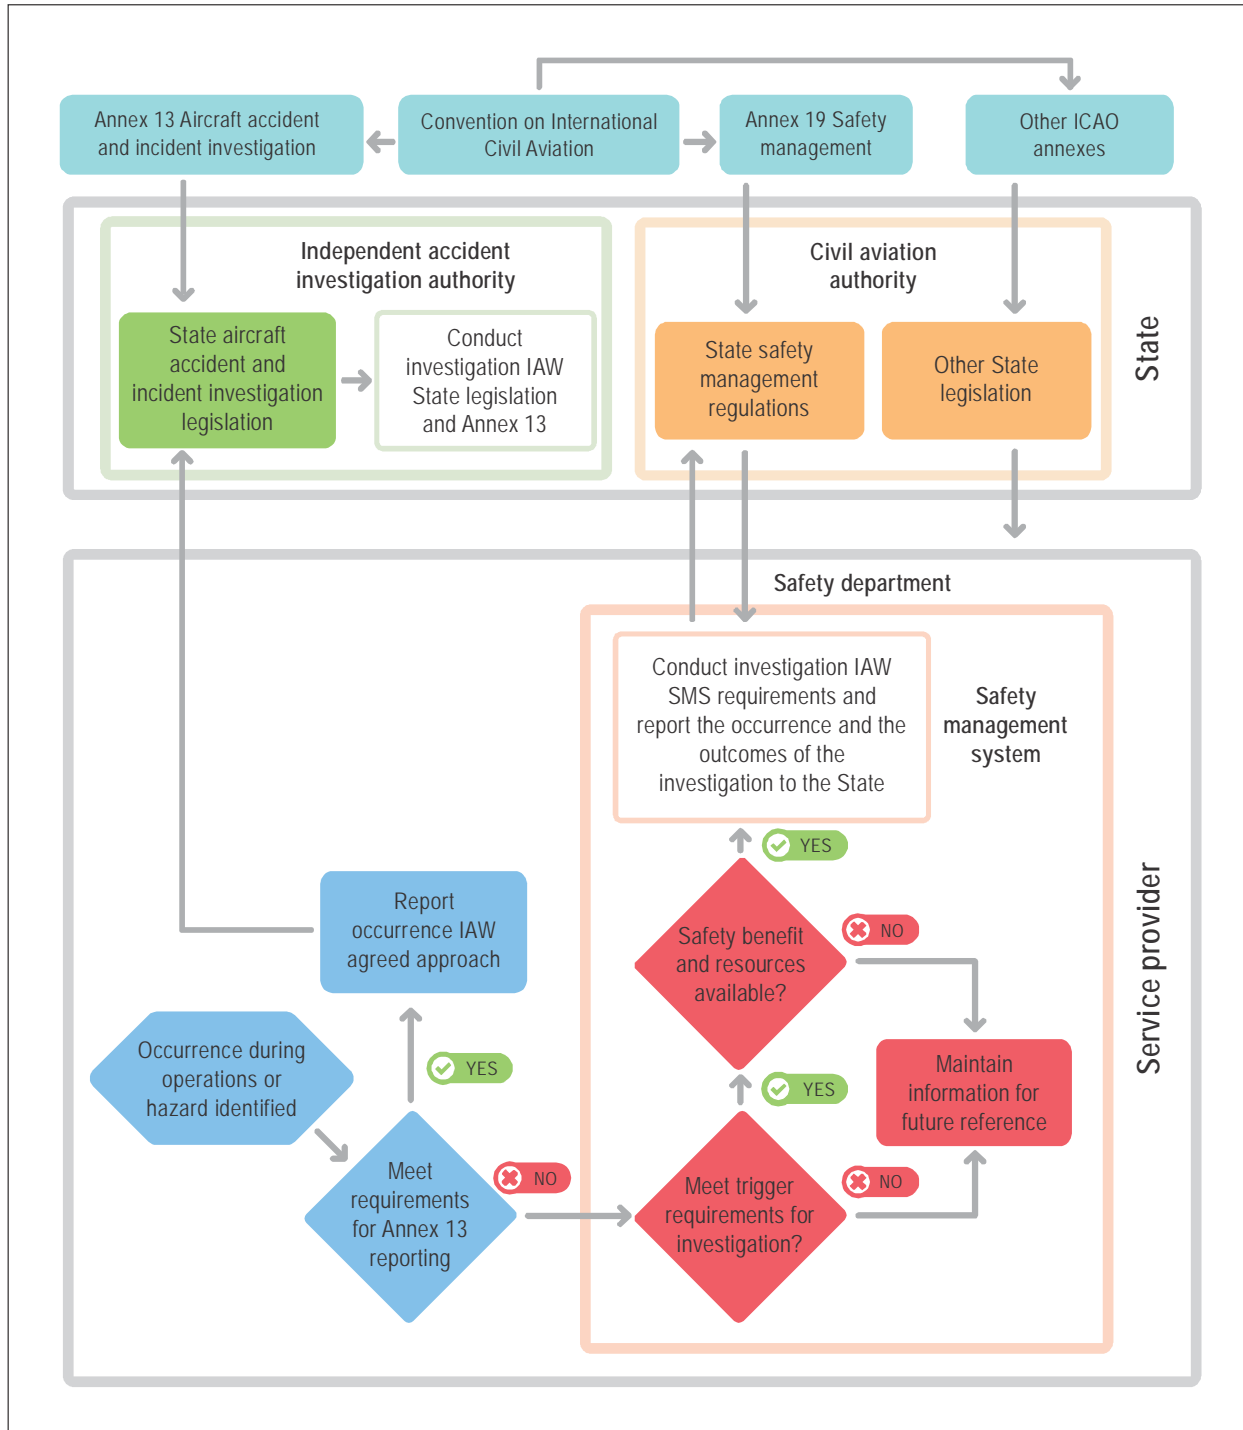 Annex 13 Aircraft accident
and incident investigation
Convention on International
Civil Aviation
Annex 19 Safety
management
Other ICAO
annexes
Independent accident
investigation authority
Civil aviation
authority
State aircraft
accident and
incident investigation
legislation
Conduct
investigation IAW
State legislation
and Annex 13
State safety
management
regulations
Other State
legislation
State
Safety department
Conduct investigation IAW
SMS requirements and
report the occurrence and the
outcomes of the
investigation to the State
Safety
management
system
YES
Report
occurrence IAW
agreed approach
Safety benefit
and resources
available?
NO
Service provider
Occurrence during
operations or
hazard identified
YES
YES
Maintain
information for
future reference
Meet
requirements
for Annex 13
reporting
NO
Meet trigger
requirements for
investigation?
NO